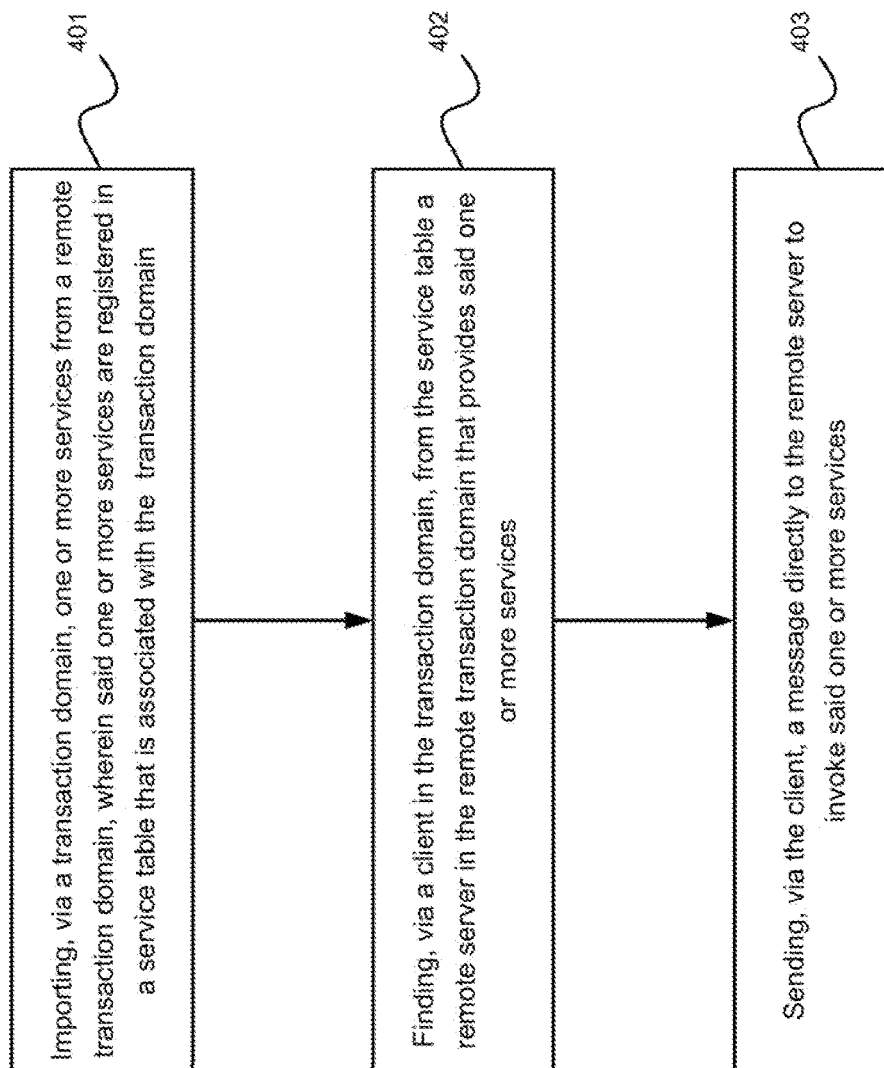 Importing, via a transaction domain, one or more services from a remote
transaction domain, wherein said one or more services are registered in
a service table that is associated with the transaction domain
401
Finding, via a client in the transaction domain, from the service table a
remote server in the remote transaction domain that provides said one
or more services
402
Sending, via the client, a message directly to the remote server to
invoke said one or more services
403